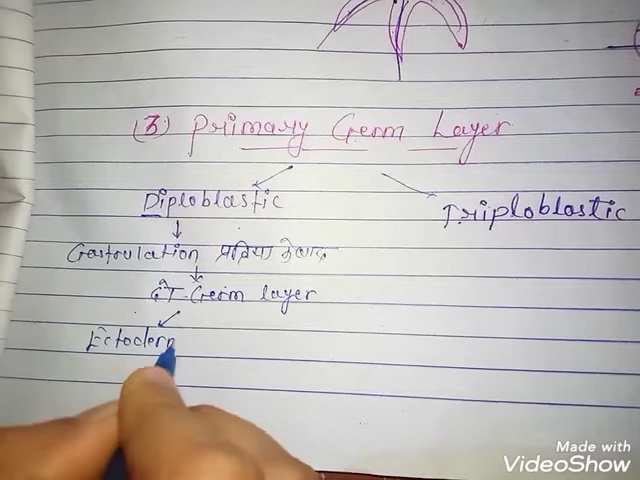 (3) Primary Germ Layer
Diploblastic
Triploblastic
Gastrulation प्रक्रिया के बाद
दो Germ layer
Ectoderm
Made with
VideoShow